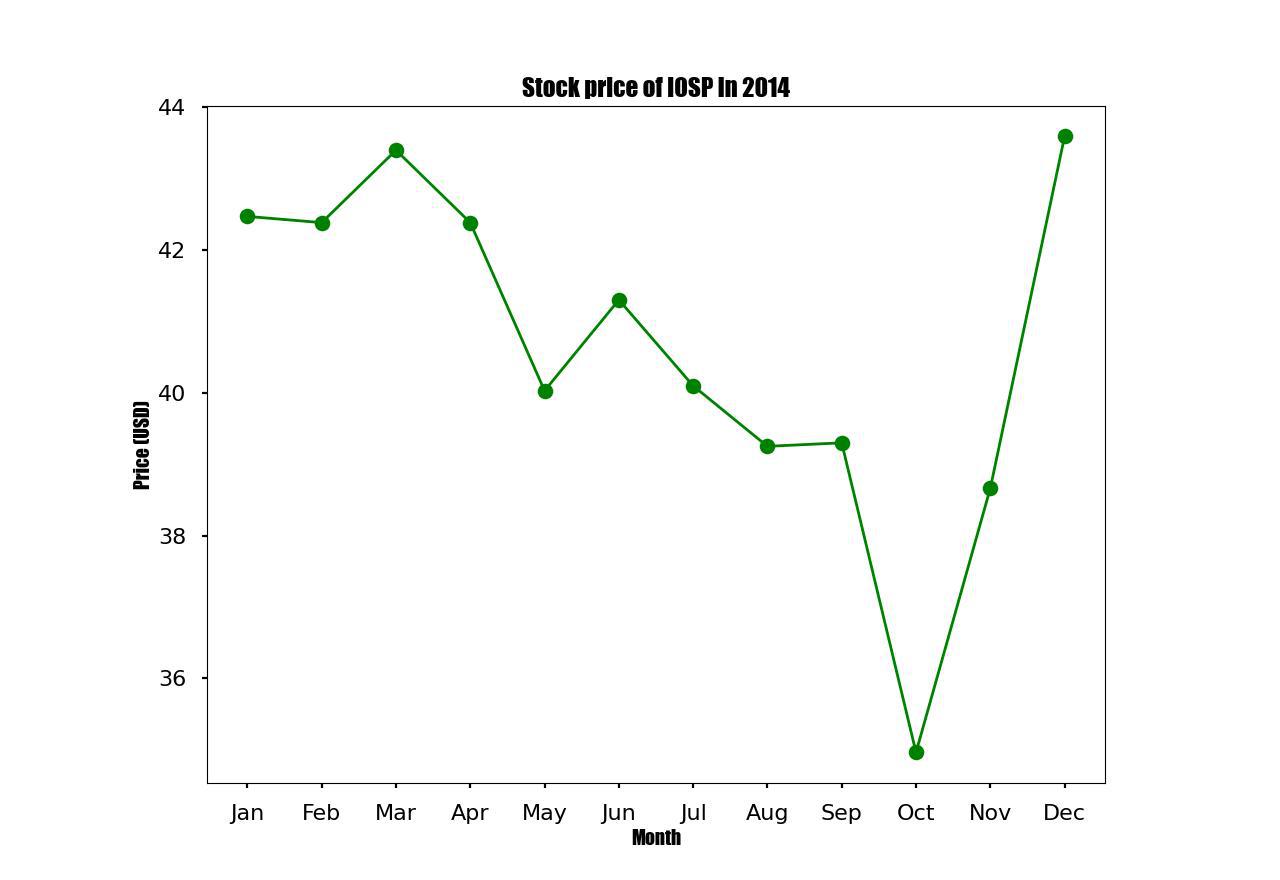 Stock price of IOSP in 2014
44
42
40
38
36
Price (USD)
Jan Feb Mar Apr May Jun Jul Aug Sep Oct Nov Dec
Month